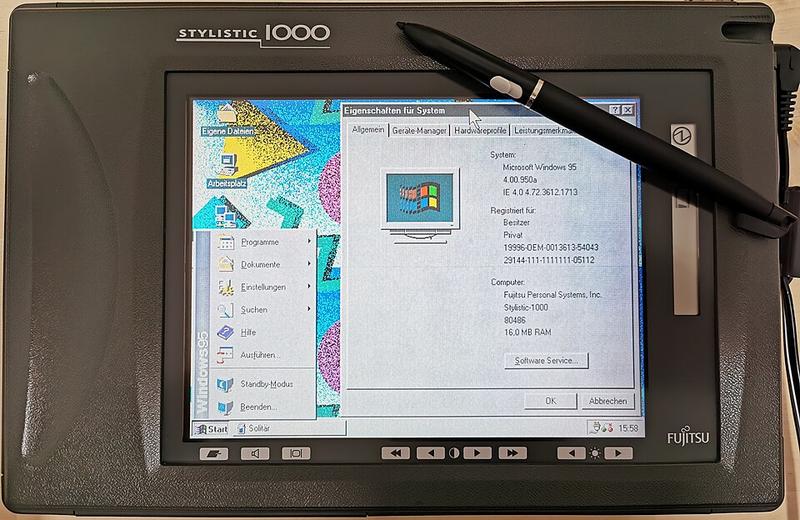 STYLISTIC 1000
Eigene Dateien
Arbeitsplatz
Eigenschaften für System
Allgemein Geräte-Manager Hardwareprofile Leistungsmerkma
System:
Microsoft Windows 95
4.00.950a
IE 4.0 4.72.3612.1713
Registriert für:
Besitzer
Privat
19996-OEM-0013613-54043
29144-111-1111111-05112
Computer:
Fujitsu Personal Systems, Inc.
Stylistic-1000
80486
16,0 MB RAM
Software Service...
OK Abbrechen
Programme
Dokumente
Einstellungen
Suchen
Hilfe
Ausführen...
Standby-Modus
Beenden...
Windows95
Start Solitär 15:58
FUJITSU